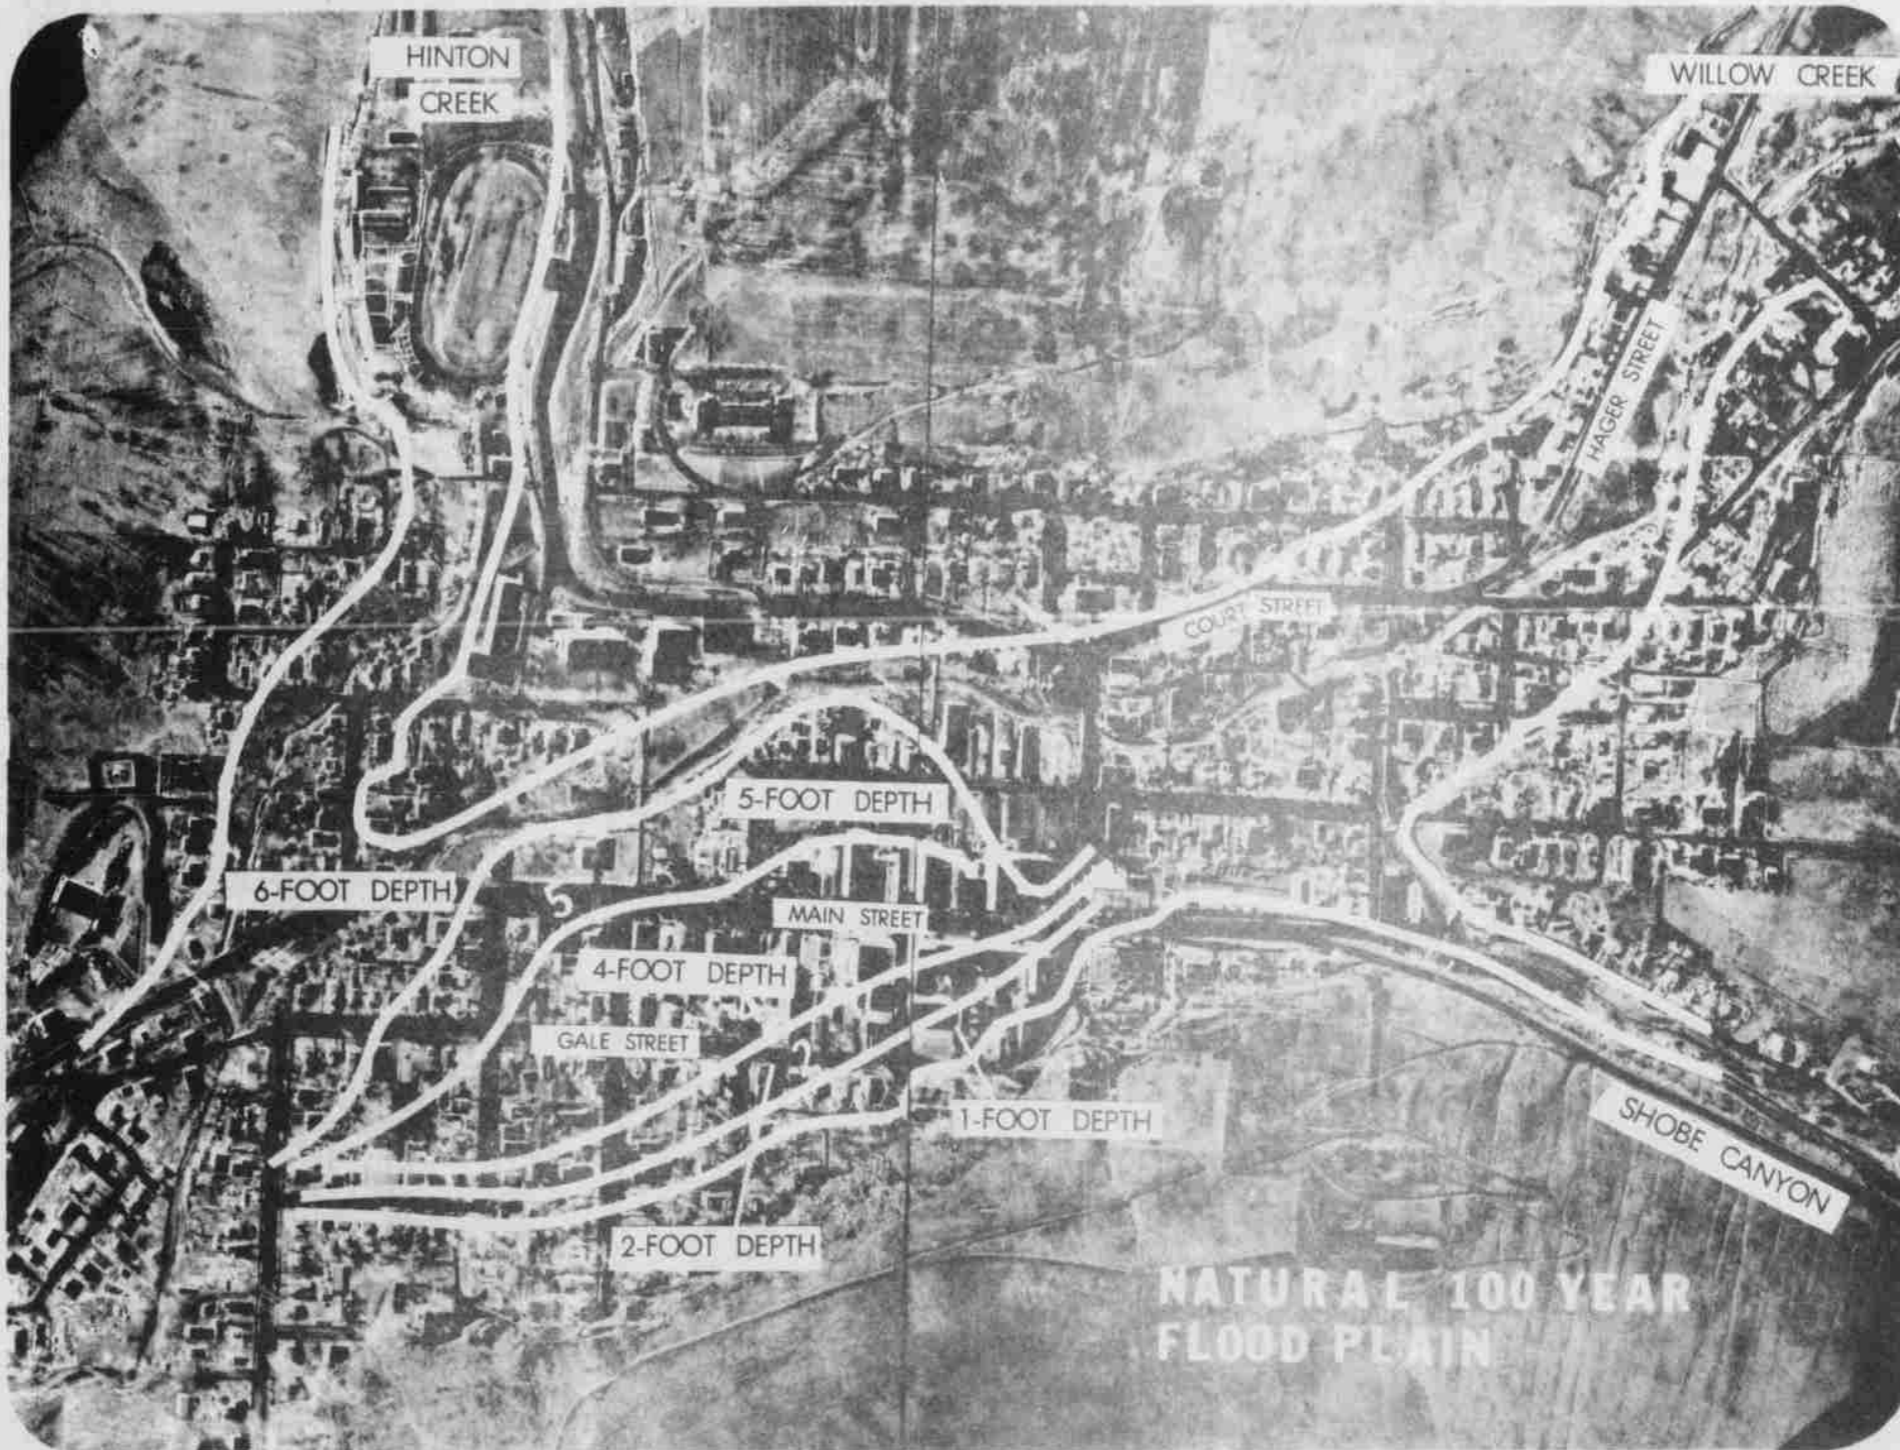 HINTON
CREEK
WILLOW CREEK
HAGER STREET
COURT STREET
5-FOOT DEPTH
6-FOOT DEPTH
5
MAIN STREET
4-FOOT DEPTH
GALE STREET
2
1-FOOT DEPTH
SHOBE CANYON
2-FOOT DEPTH
NATURAL 100 YEAR
FLOOD PLAIN